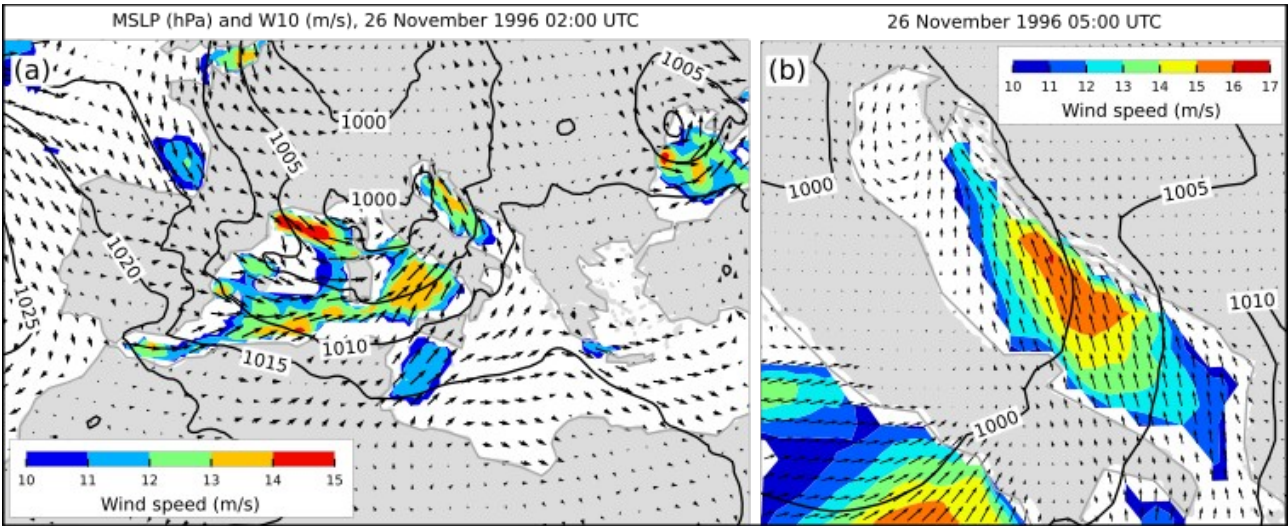 MSLP (hPa) and W10 (m/s), 26 November 1996 02:00 UTC
26 November 1996 05:00 UTC
(a)
1005
1000
1005
1000
1020
1025
1010
1015
10 11 12 13 14 15
Wind speed (m/s)
(b)
10 11 12 13 14 15 16 17
Wind speed (m/s)
1000
1005
1010
1000